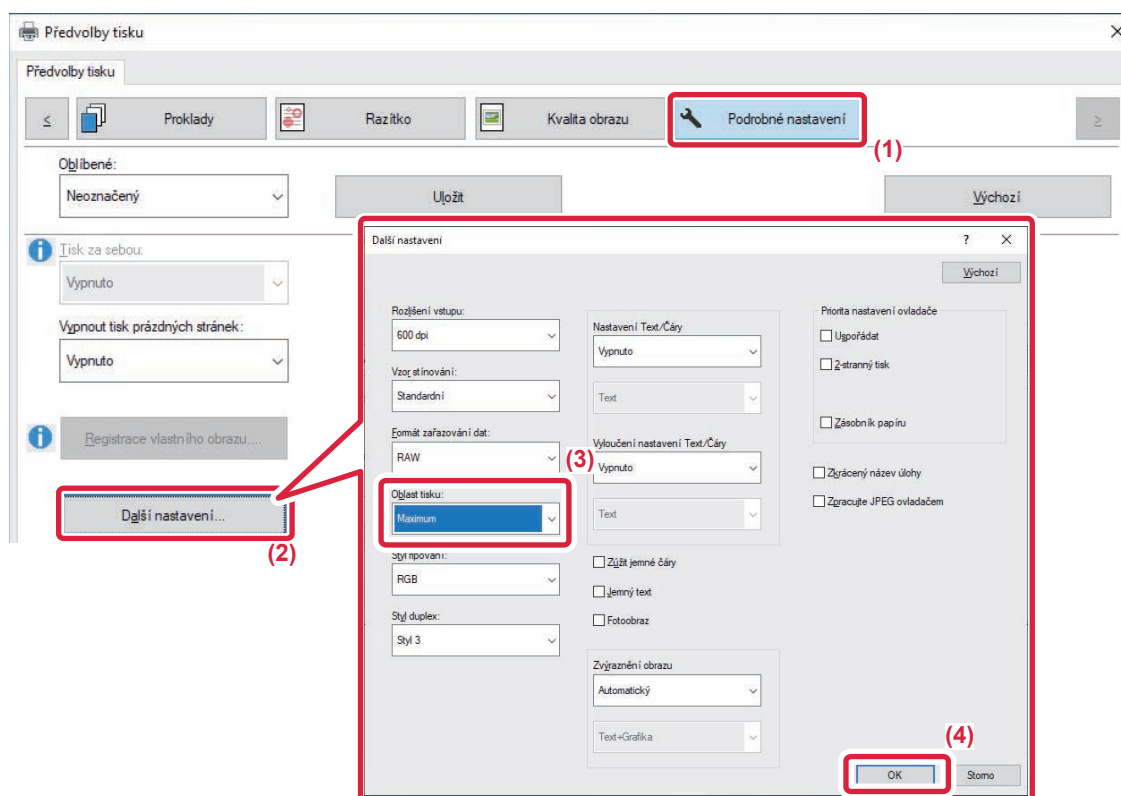 Předvolby tisku
Předvolby tisku
<
Proklady
Razítko
Kvalita obrazu
Podrobné nastavení
>
(1)
Oblíbené:
Neoznačený
Uložit
Výchozí
Tisk za sebou:
Vypnuto
Vypnout tisk prázdných stránek:
Vypnuto
Registrace vlastního obrazu....
Další nastavení...
(2)
Další nastavení
?
Výchozí
Rozlišení vstupu:
600 dpi
Vzor stínování:
Standardní
Formát zařazování dat:
RAW
(3)
Oblast tisku:
Maximum
Styl ripování:
RGB
Styl duplex:
Styl 3
Nastavení Text/Čáry
Vypnuto
Text
Vyloučení nastavení Text/Čáry
Vypnuto
Text
Zúžit jemné čáry
Jemný text
Fotoobraz
Zvýraznění obrazu
Automatický
Text+Grafika
Priorita nastavení ovladače
Uspořádat
2-stranný tisk
Zásobník papíru
Zkrácený název úlohy
Zpracujte JPEG ovladačem
(4)
OK
Storno